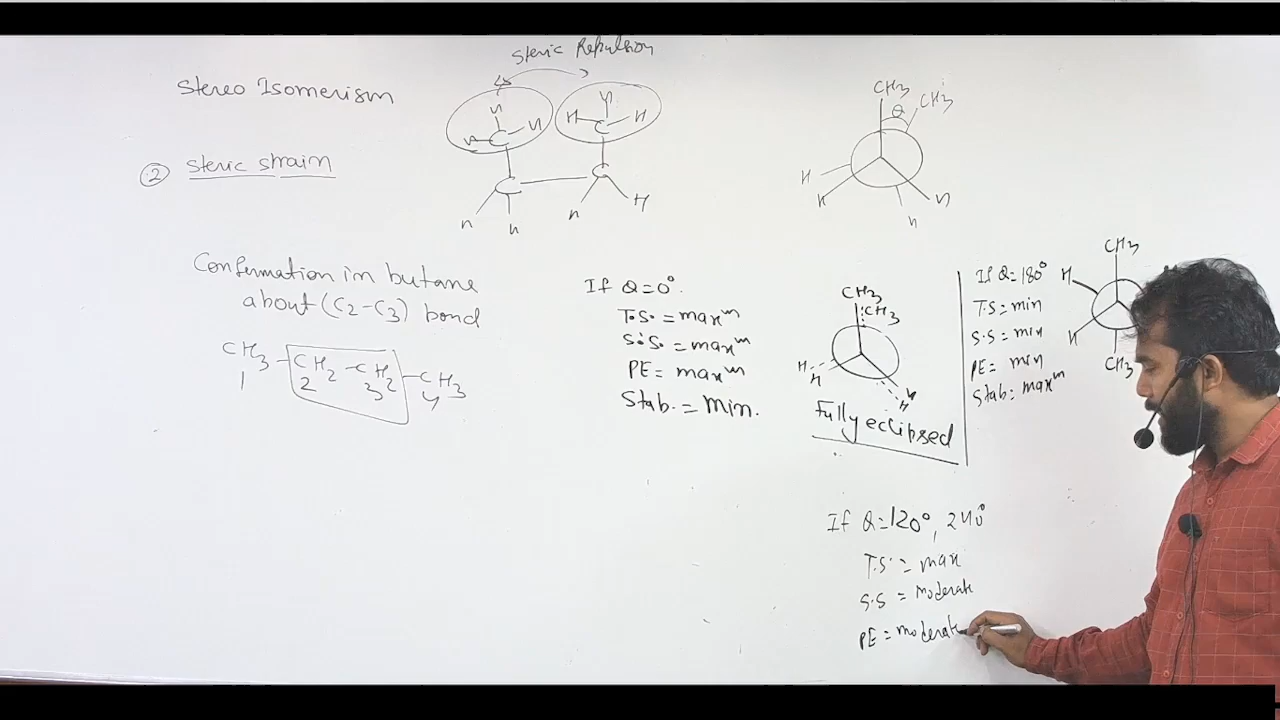 Steric Repulsion
Stereo Isomerism
② Steric strain
H H H
H C H
C C
H H H H
CH3
CH3
θ
H
H
H
H
Confermation in butane
about (C2-C3) bond
CH3-CH2-CH2-CH3
1 2 3 4
If θ=0°.
T.S. = maxm
S.S. = maxm
PE = maxm
Stab. = Min.
CH3
CH3
H
H
H
H
Fully eclipsed
If θ=180°
T.S = min
S.S = min
PE = min
Stab = maxm
CH3
H
H
CH3
If θ=120°, 240°
T.S. = max
S.S = moderate
PE = moderate